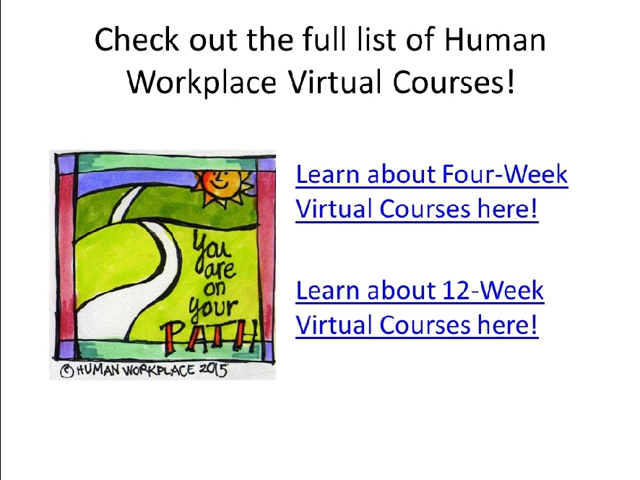 Check out the full list of Human
Workplace Virtual Courses!
Learn about Four-Week
Virtual Courses here!
Learn about 12-Week
Virtual Courses here!
You
are
on
your
PATH
© HUMAN WORKPLACE 2015